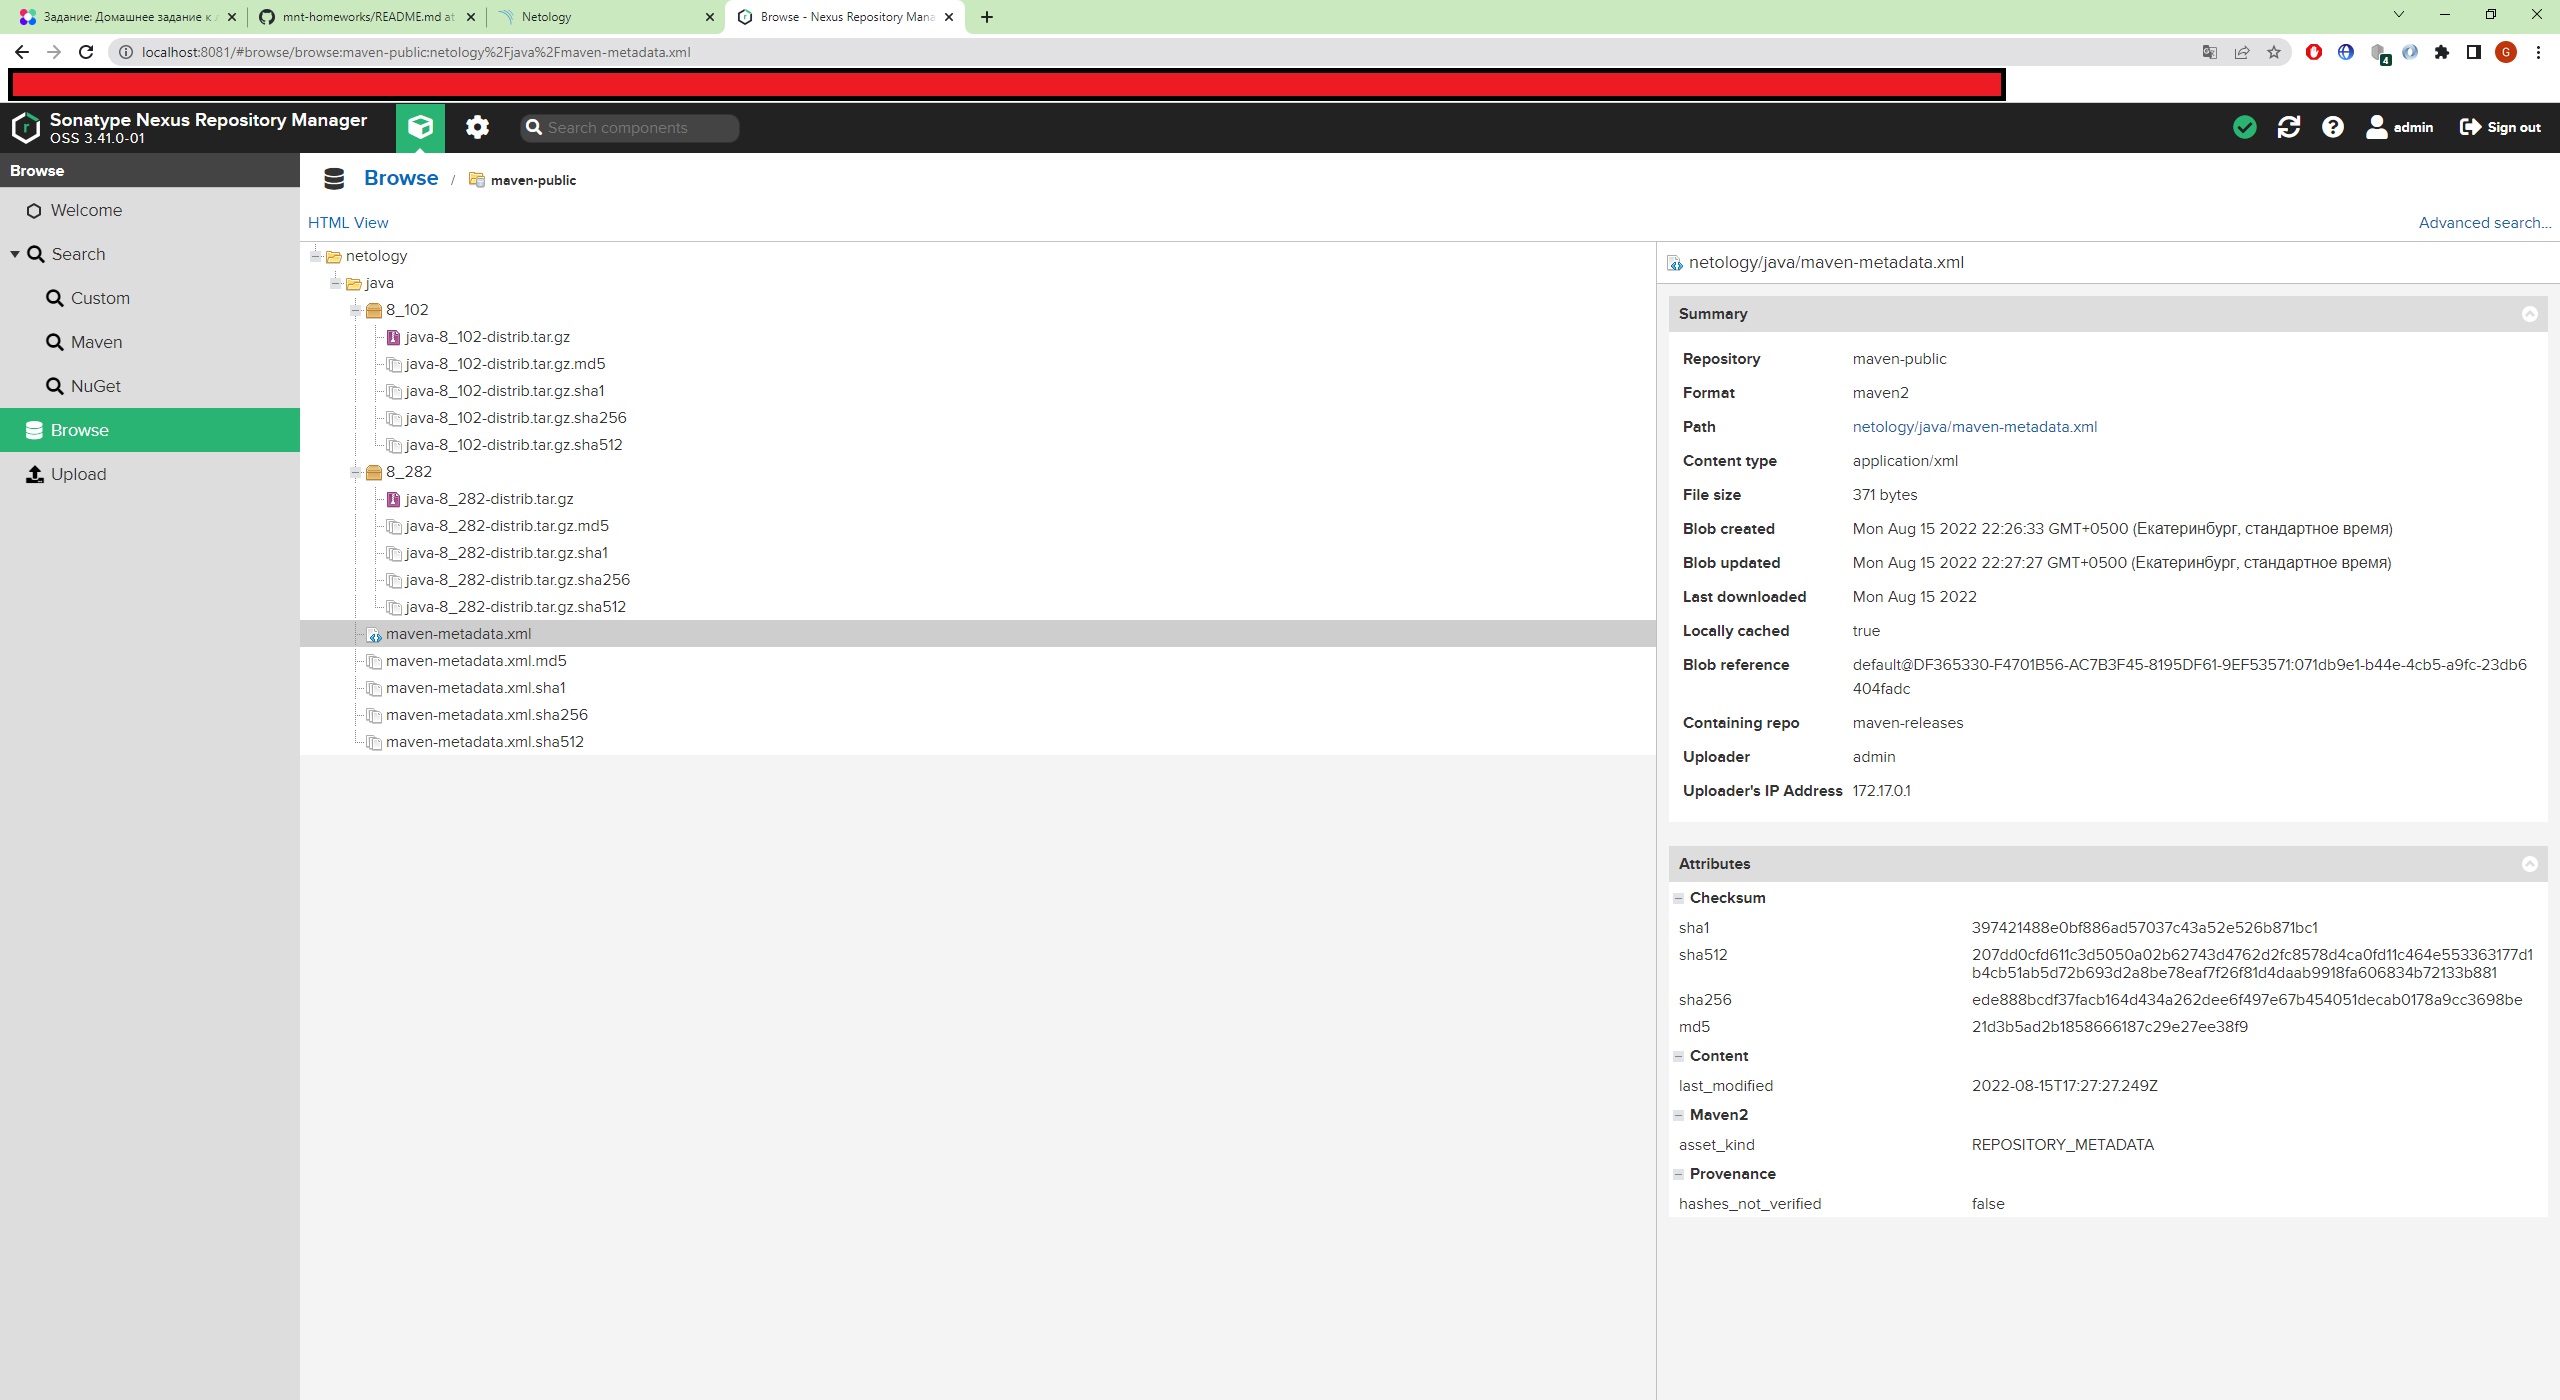 Задание: Домашнее задание к
mnt-homeworks/README.md at
Netology
Browse - Nexus Repository Mana
localhost:8081/#browse/browse:maven-public:netology%2Fjava%2Fmaven-metadata.xml
4
G
Sonatype Nexus Repository Manager
OSS 3.41.0-01
Search components
admin
Sign out
Browse
Welcome
Search
Custom
Maven
NuGet
Browse
Upload
Browse / maven-public
HTML View
Advanced search...
netology
java
8_102
java-8_102-distrib.tar.gz
java-8_102-distrib.tar.gz.md5
java-8_102-distrib.tar.gz.sha1
java-8_102-distrib.tar.gz.sha256
java-8_102-distrib.tar.gz.sha512
8_282
java-8_282-distrib.tar.gz
java-8_282-distrib.tar.gz.md5
java-8_282-distrib.tar.gz.sha1
java-8_282-distrib.tar.gz.sha256
java-8_282-distrib.tar.gz.sha512
maven-metadata.xml
maven-metadata.xml.md5
maven-metadata.xml.sha1
maven-metadata.xml.sha256
maven-metadata.xml.sha512
netology/java/maven-metadata.xml
Summary
Repository maven-public
Format maven2
Path netology/java/maven-metadata.xml
Content type application/xml
File size 371 bytes
Blob created Mon Aug 15 2022 22:26:33 GMT+0500 (Екатеринбург, стандартное время)
Blob updated Mon Aug 15 2022 22:27:27 GMT+0500 (Екатеринбург, стандартное время)
Last downloaded Mon Aug 15 2022
Locally cached true
Blob reference default@DF365330-F4701B56-AC7B3F45-8195DF61-9EF53571:071db9e1-b44e-4cb5-a9fc-23db6
404fadc
Containing repo maven-releases
Uploader admin
Uploader's IP Address 172.17.0.1
Attributes
Checksum
sha1 397421488e0bf886ad57037c43a52e526b871bc1
sha512 207dd0cfd611c3d5050a02b62743d4762d2fc8578d4ca0fd11c464e553363177d1
b4cb51ab5d72b693d2a8be78eaf7f26f81d4daab9918fa606834b72133b881
sha256 ede888bcdf37facb164d434a262dee6f497e67b454051decab0178a9cc3698be
md5 21d3b5ad2b1858666187c29e27ee38f9
Content
last_modified 2022-08-15T17:27:27.249Z
Maven2
asset_kind REPOSITORY_METADATA
Provenance
hashes_not_verified false